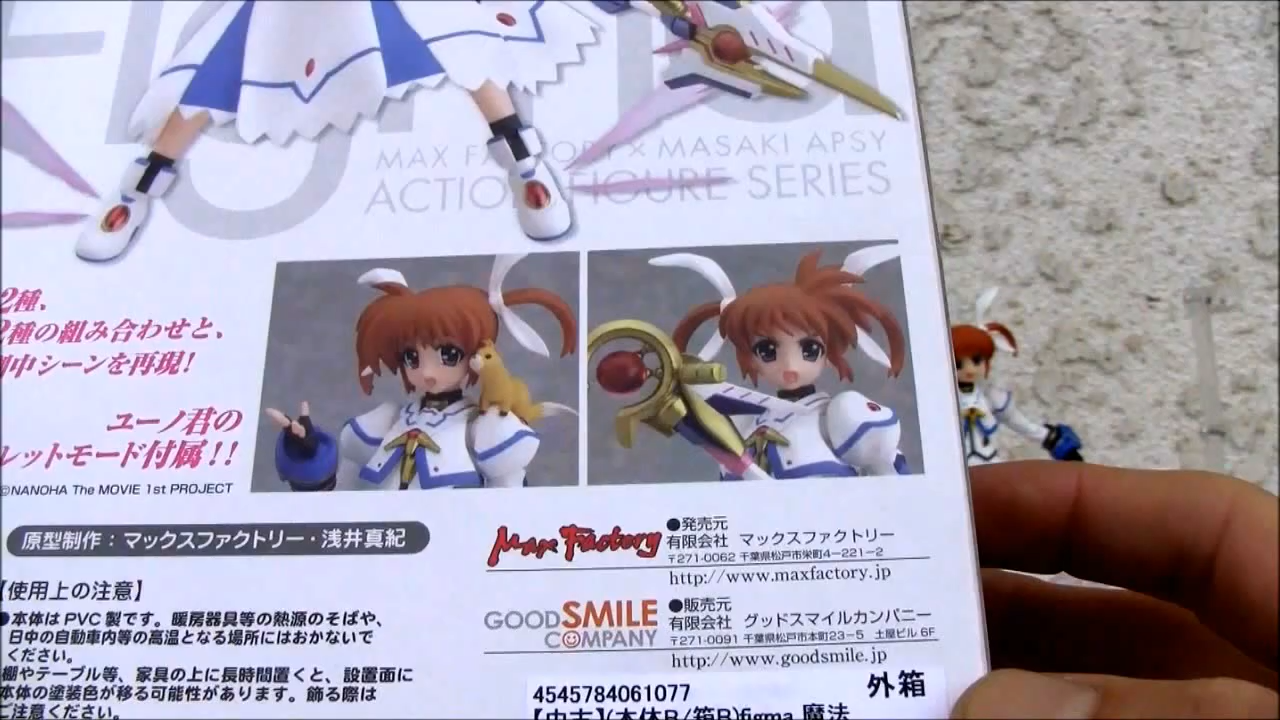 figma
MAX FACTORY × MASAKI APSY
ACTION FIGURE SERIES
2種、
2種の組み合わせと、
劇中シーンを再現!
ユーノ君の
レットモード付属!!
©NANOHA The MOVIE 1st PROJECT
原型制作：マックスファクトリー・浅井真紀
【使用上の注意】
●本体はPVC製です。暖房器具等の熱源のそばや、
日中の自動車内等の高温となる場所にはおかないで
ください。
棚やテーブル等、家具の上に長時間置くと、設置面に
本体の塗装色が移る可能性があります。飾る際は
ご注意ください。
Max Factory
●発売元
有限会社 マックスファクトリー
〒271-0062 千葉県松戸市栄町4-221-2
http://www.maxfactory.jp
GOOD SMILE COMPANY
●販売元
有限会社 グッドスマイルカンパニー
〒271-0091 千葉県松戸市本町23-5 土屋ビル 6F
http://www.goodsmile.jp
4545784061077
外箱
【中古】(本体B/箱B)figma 魔法